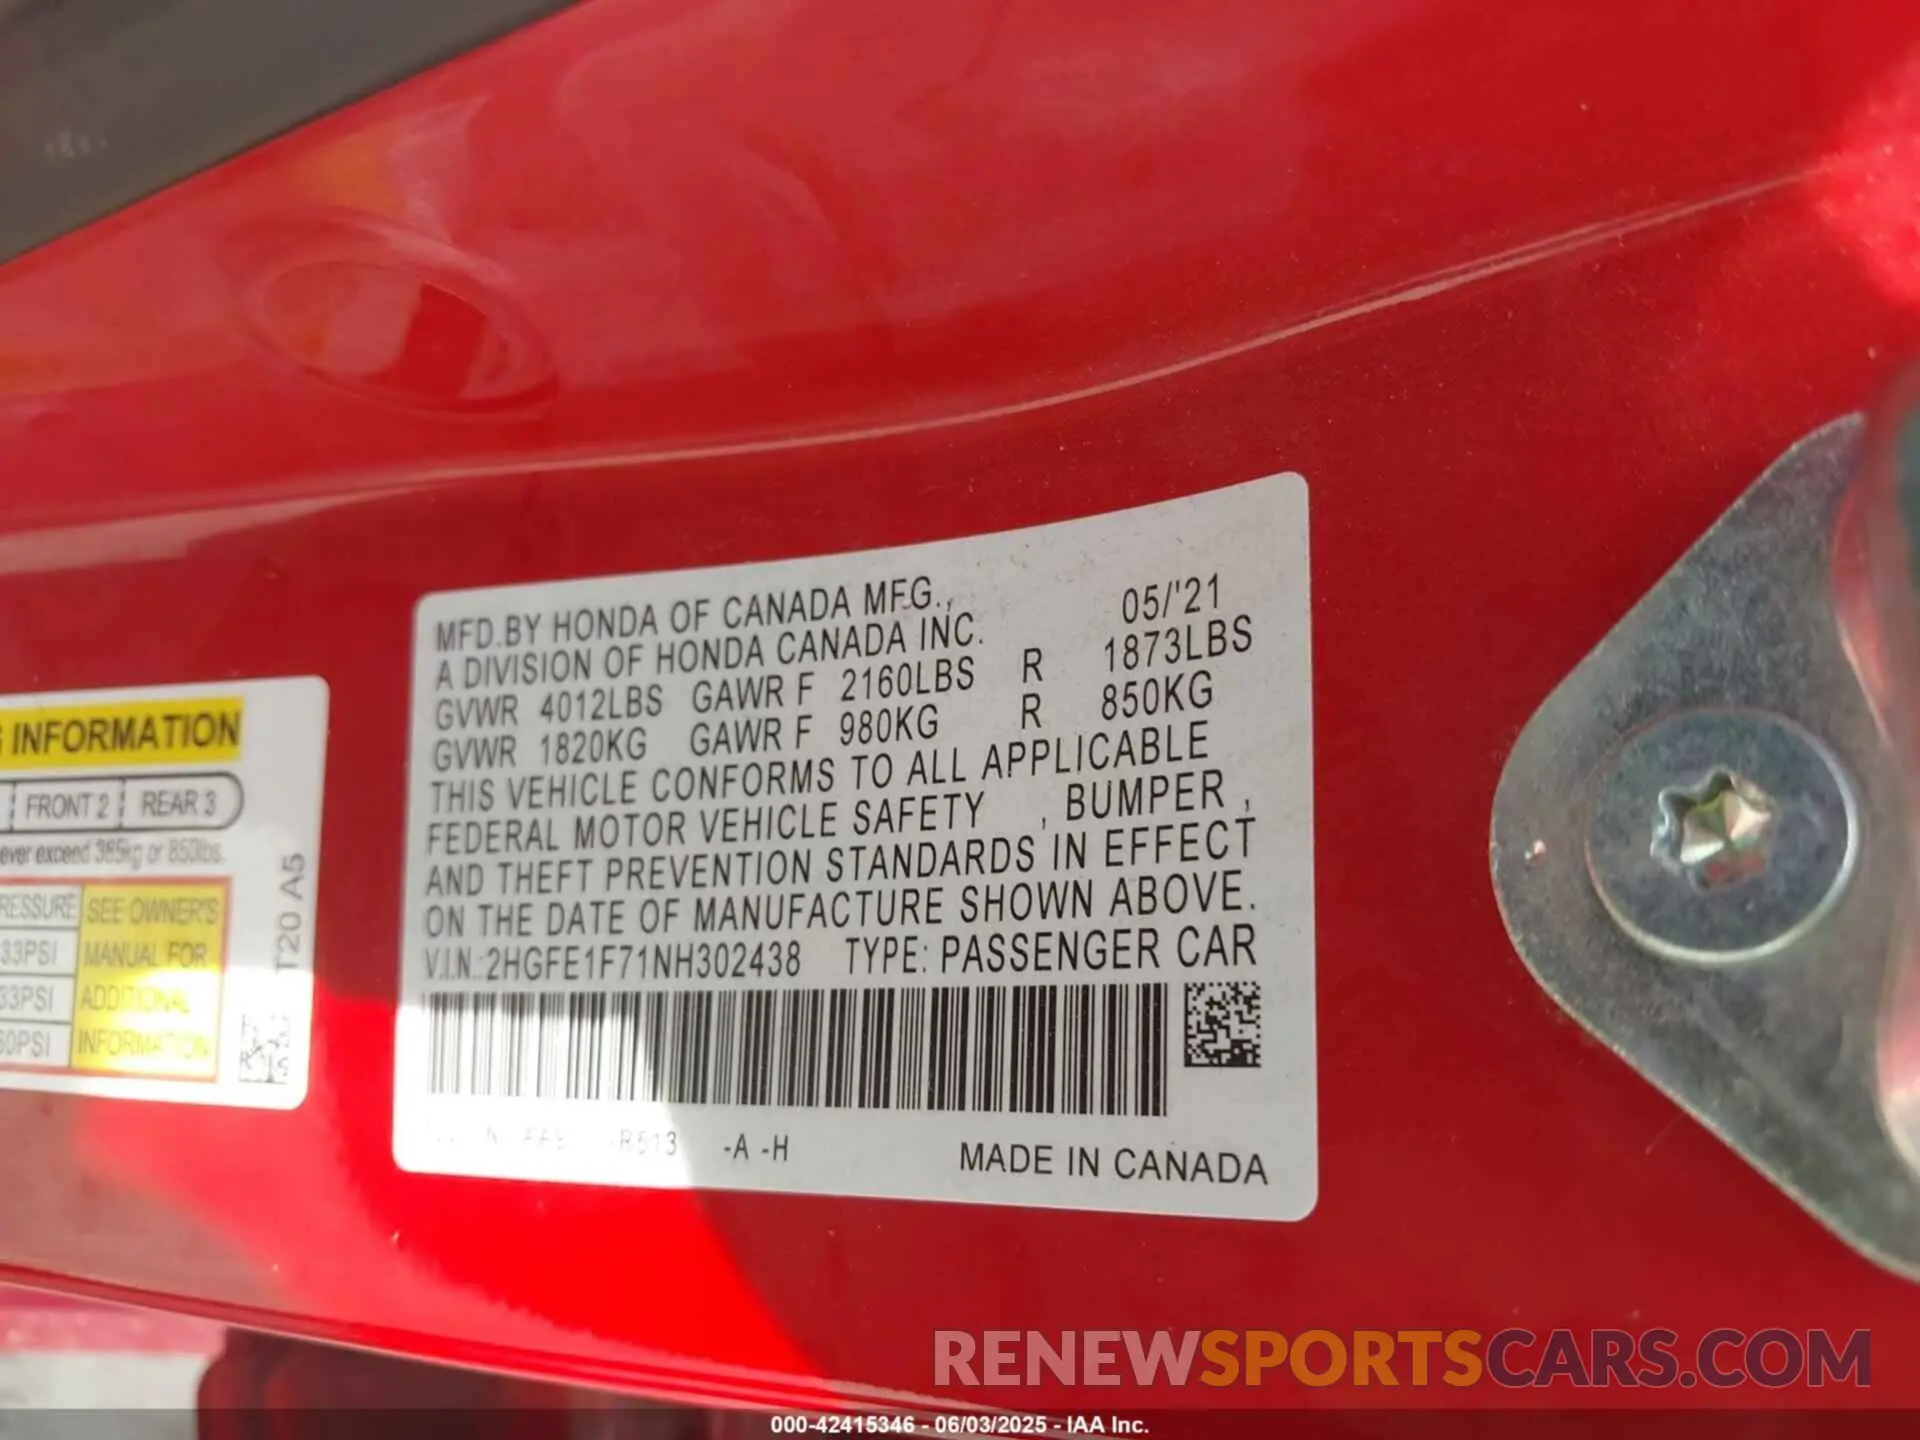 MFD.BY HONDA OF CANADA MFG., 05/'21
A DIVISION OF HONDA CANADA INC.
GVWR 4012LBS GAWR F 2160LBS R 1873LBS
GVWR 1820KG GAWR F 980KG R 850KG
THIS VEHICLE CONFORMS TO ALL APPLICABLE
FEDERAL MOTOR VEHICLE SAFETY , BUMPER ,
AND THEFT PREVENTION STANDARDS IN EFFECT
ON THE DATE OF MANUFACTURE SHOWN ABOVE.
V.I.N.:2HGFE1F71NH302438 TYPE: PASSENGER CAR
R513 -A -H MADE IN CANADA
INFORMATION
FRONT 2 REAR 3
exceed 385kg or 850lbs.
SEE OWNER'S
33PSI MANUAL FOR
33PSI ADDITIONAL
60PSI INFORMATION
T20 A5
RENEWSPORTSCARS.COM
000-42415346 - 06/03/2025 - IAA Inc.